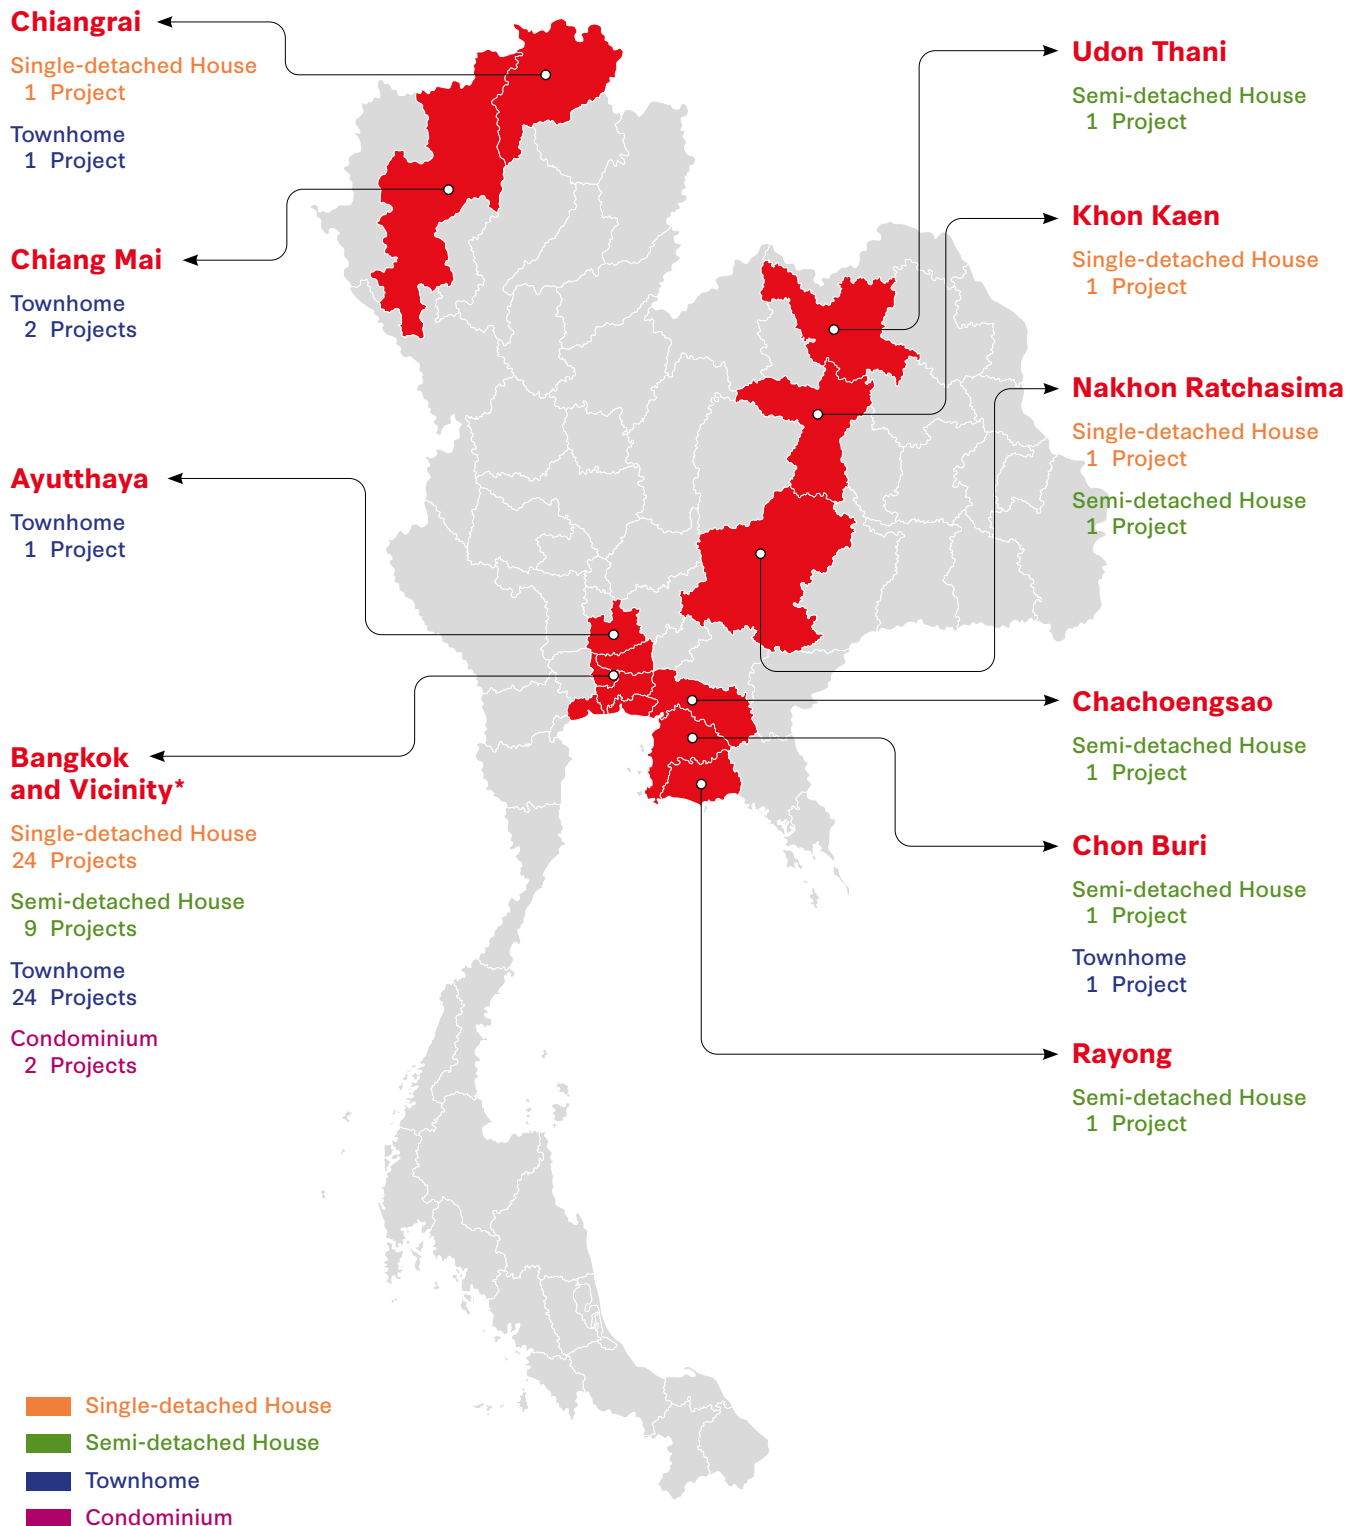 Chiangrai
Single-detached House
1 Project
Townhome
1 Project
Chiang Mai
Townhome
2 Projects
Ayutthaya
Townhome
1 Project
Bangkok
and Vicinity*
Single-detached House
24 Projects
Semi-detached House
9 Projects
Townhome
24 Projects
Condominium
2 Projects
Udon Thani
Semi-detached House
1 Project
Khon Kaen
Single-detached House
1 Project
Nakhon Ratchasima
Single-detached House
1 Project
Semi-detached House
1 Project
Chachoengsao
Semi-detached House
1 Project
Chon Buri
Semi-detached House
1 Project
Townhome
1 Project
Rayong
Semi-detached House
1 Project
Single-detached House
Semi-detached House
Townhome
Condominium